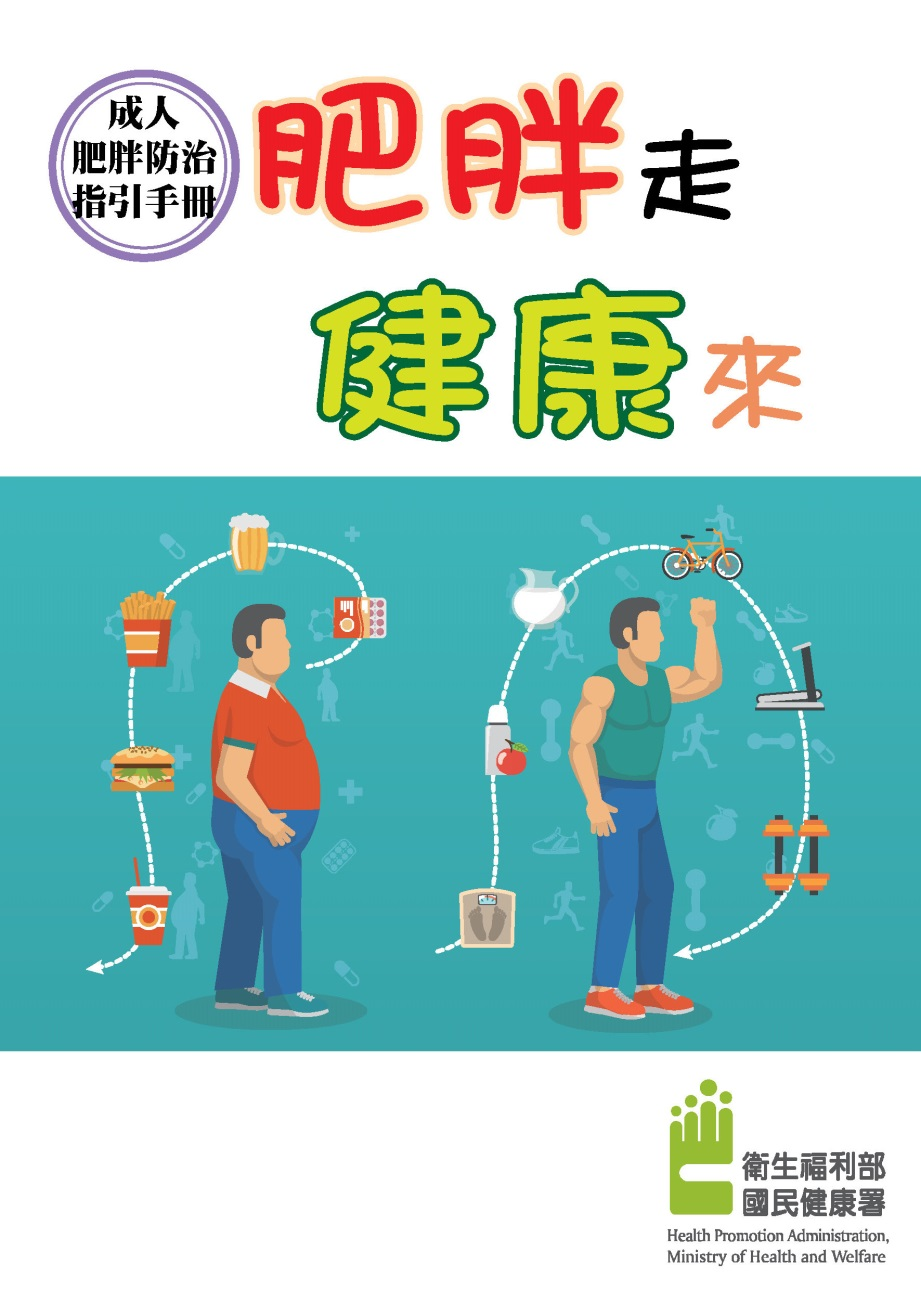 成人
肥胖防治
指引手冊
肥胖走
健康來
衛生福利部
國民健康署
Health Promotion Administration,
Ministry of Health and Welfare